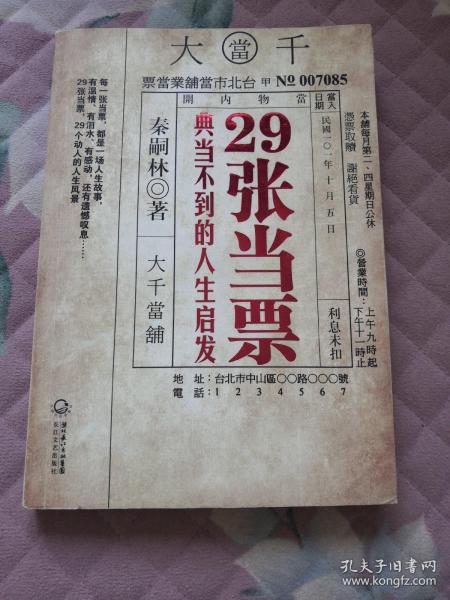 千當大
甲 № 007085
台北市當舖業當票
本舖每月第二、四星期日公休
憑票取贖 謝絕看貨
◎營業時間：上午九時起
下午十一時止
當入日期
民國一〇一年十月五日
利息未扣
當物內開
29张当票
典当不到的人生启发
秦嗣林◎著
大千當舖
每一张当票，都是一场人生故事，
有温情、有泪水、有感动，还有遗憾叹息……
29张当票，29个动人的人生风景
地 址：台北市中山區〇〇路〇〇〇號
電 話：1 2 3 4 5 6 7
长江文艺出版社
孔夫子旧书网
www.kongfz.com